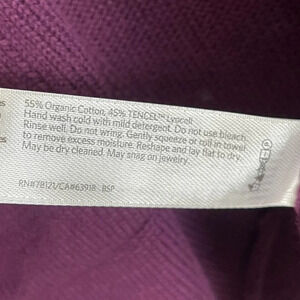 55% Organic Cotton, 45% TENCEL™ Lyocell
Hand wash cold with mild detergent. Do not use bleach
Rinse well. Do not wring. Gently squeeze or roll in towel
to remove excess moisture. Reshape and lay flat to dry.
May be dry cleaned. May snag on jewelry.
RN#78121/CA#63918 BSP